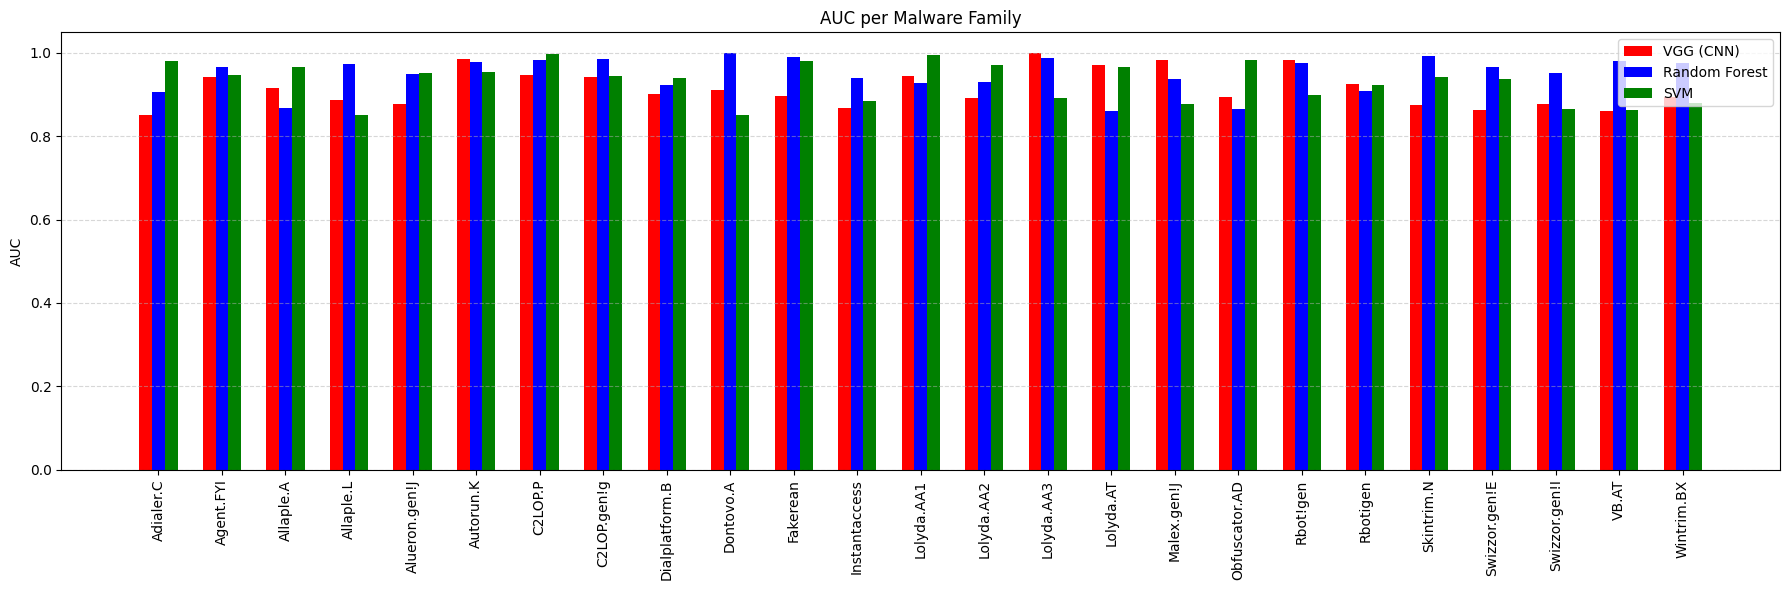 AUC per Malware Family
VGG (CNN)
Random Forest
SVM
AUC
1.0
0.8
0.6
0.4
0.2
0.0
Adialer.C
Agent.FYI
Allaple.A
Allaple.L
Alueron.gen!J
Autorun.K
C2LOP.P
C2LOP.gen!g
Dialplatform.B
Dontovo.A
Fakerean
Instantaccess
Lolyda.AA1
Lolyda.AA2
Lolyda.AA3
Lolyda.AT
Malex.gen!J
Obfuscator.AD
Rbot!gen
Rbotigen
Skintrim.N
Swizzor.gen!E
Swizzor.gen!I
VB.AT
Wintrim.BX